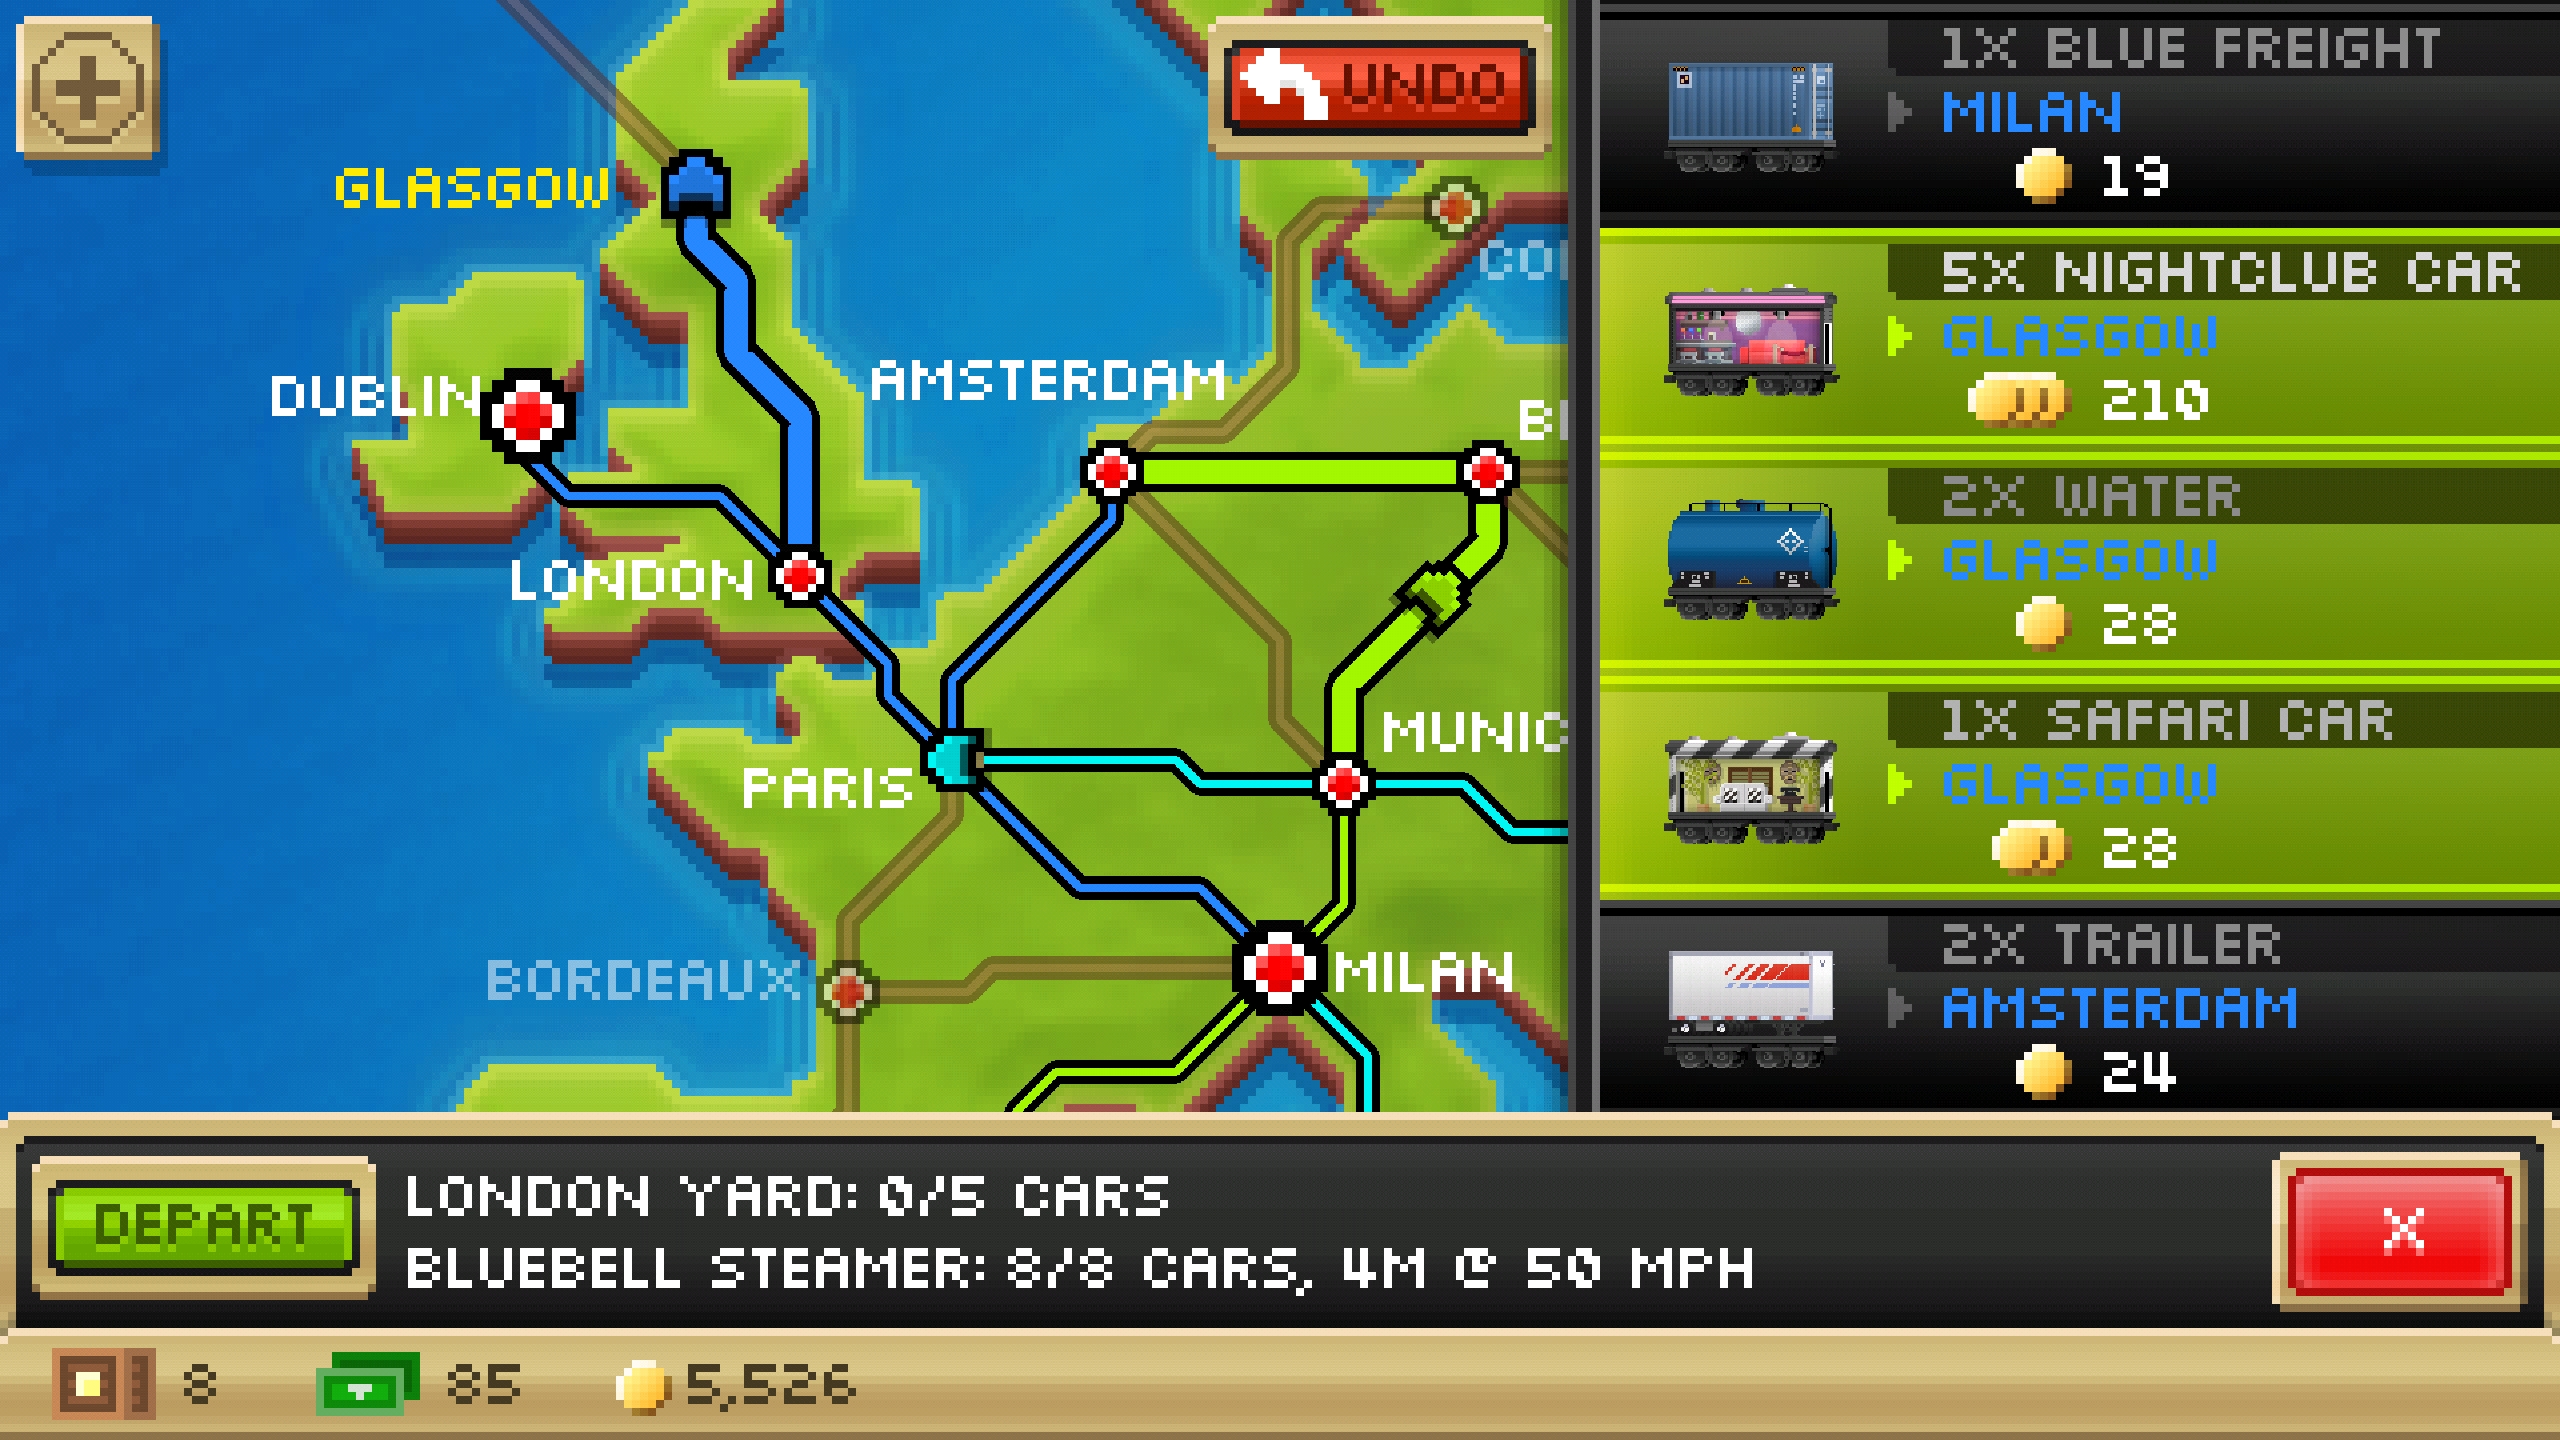 UNDO
GLASGOW
DUBLIN
AMSTERDAM
LONDON
PARIS
BORDEAUX
MILAN
1X BLUE FREIGHT
MILAN
19
5X NIGHTCLUB CAR
GLASGOW
210
2X WATER
GLASGOW
28
1X SAFARI CAR
GLASGOW
28
2X TRAILER
AMSTERDAM
24
DEPART
LONDON YARD: 0/5 CARS
BLUEBELL STEAMER: 8/8 CARS, 4M @ 50 MPH
X
8
85
5,526